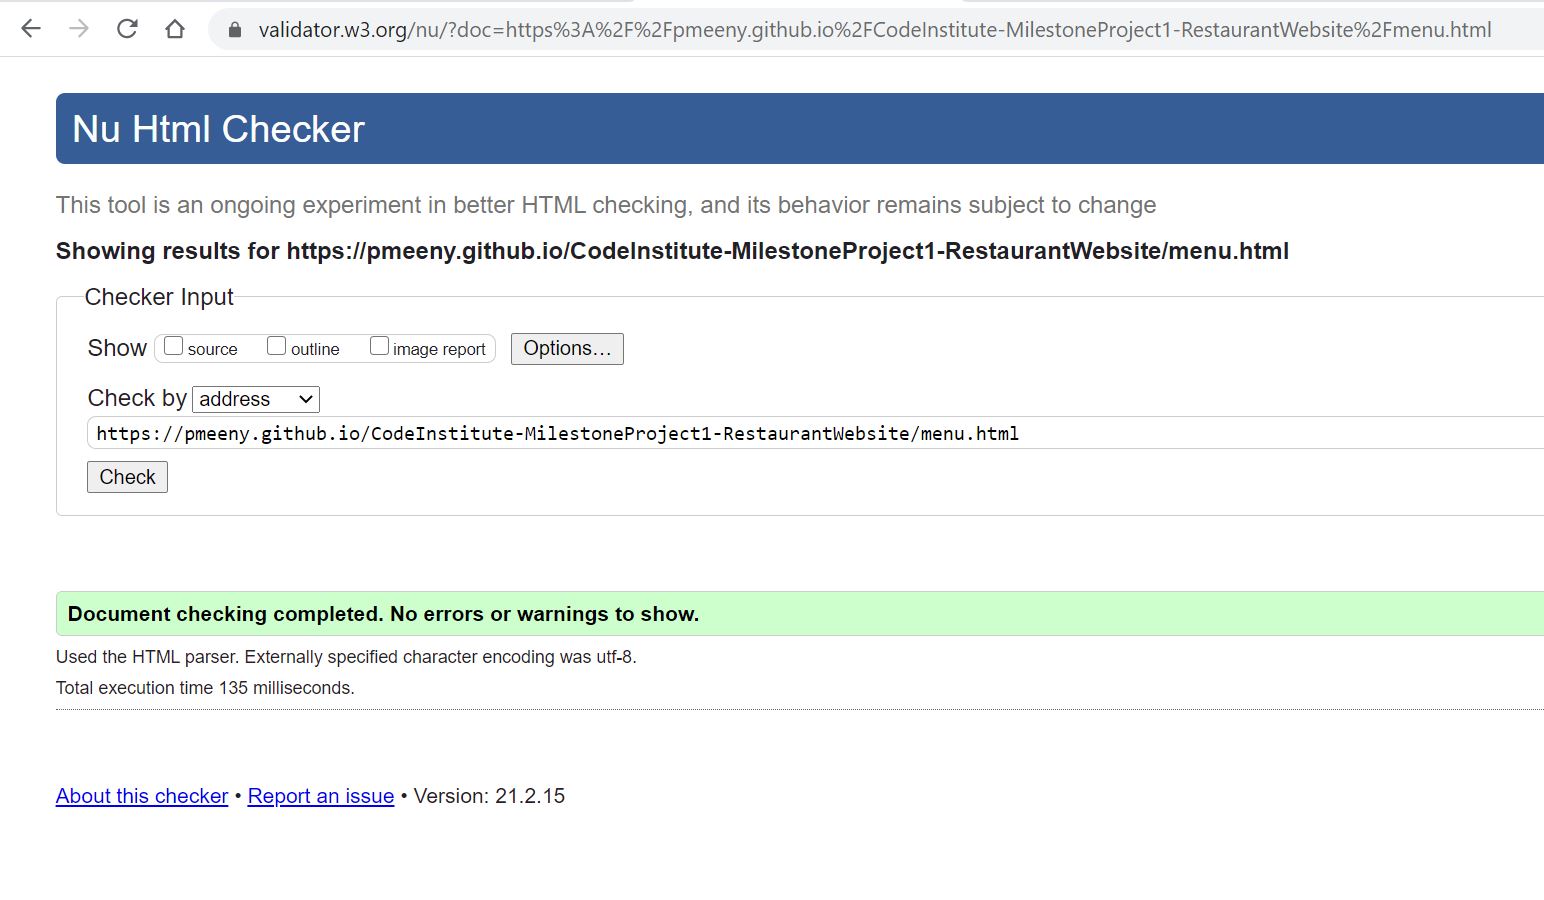 validator.w3.org/nu/?doc=https%3A%2F%2Fpmeeny.github.io%2FCodeInstitute-MilestoneProject1-RestaurantWebsite%2Fmenu.html
Nu Html Checker
This tool is an ongoing experiment in better HTML checking, and its behavior remains subject to change
Showing results for https://pmeeny.github.io/CodeInstitute-MilestoneProject1-RestaurantWebsite/menu.html
Checker Input
Show source outline image report Options...
Check by address
https://pmeeny.github.io/CodeInstitute-MilestoneProject1-RestaurantWebsite/menu.html
Check
Document checking completed. No errors or warnings to show.
Used the HTML parser. Externally specified character encoding was utf-8.
Total execution time 135 milliseconds.
About this checker • Report an issue • Version: 21.2.15